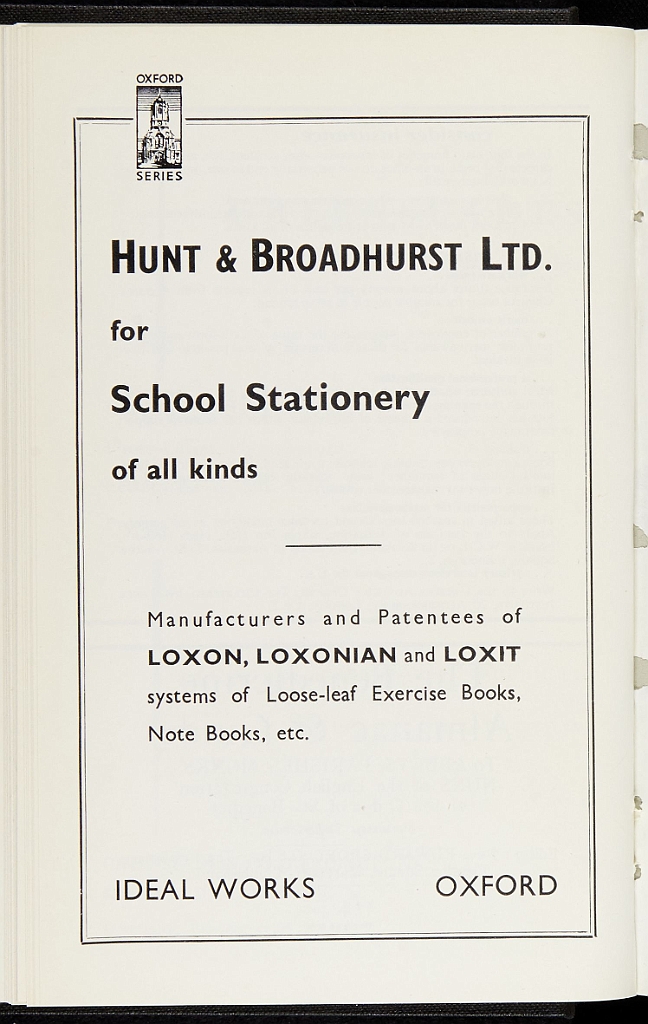 OXFORD
SERIES
HUNT & BROADHURST LTD.
for
School Stationery
of all kinds
Manufacturers and Patentees of
LOXON, LOXONIAN and LOXIT
systems of Loose-leaf Exercise Books,
Note Books, etc.
IDEAL WORKS OXFORD